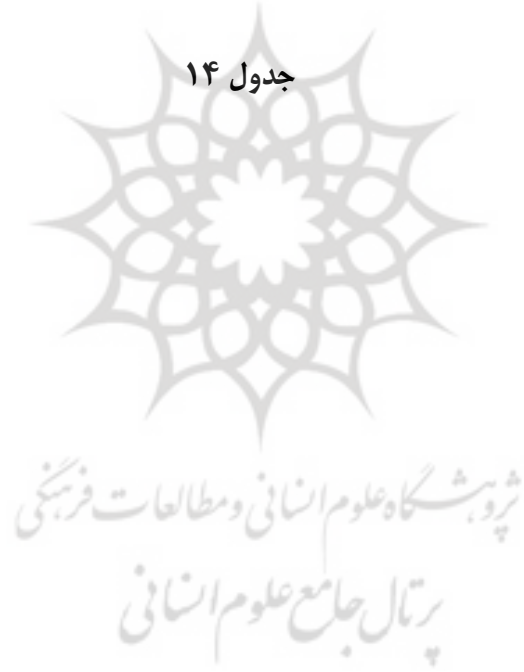 جدول ۱۴
پژوهشگاه علوم انسانی و مطالعات فرهنگی
پرتال جامع علوم انسانی